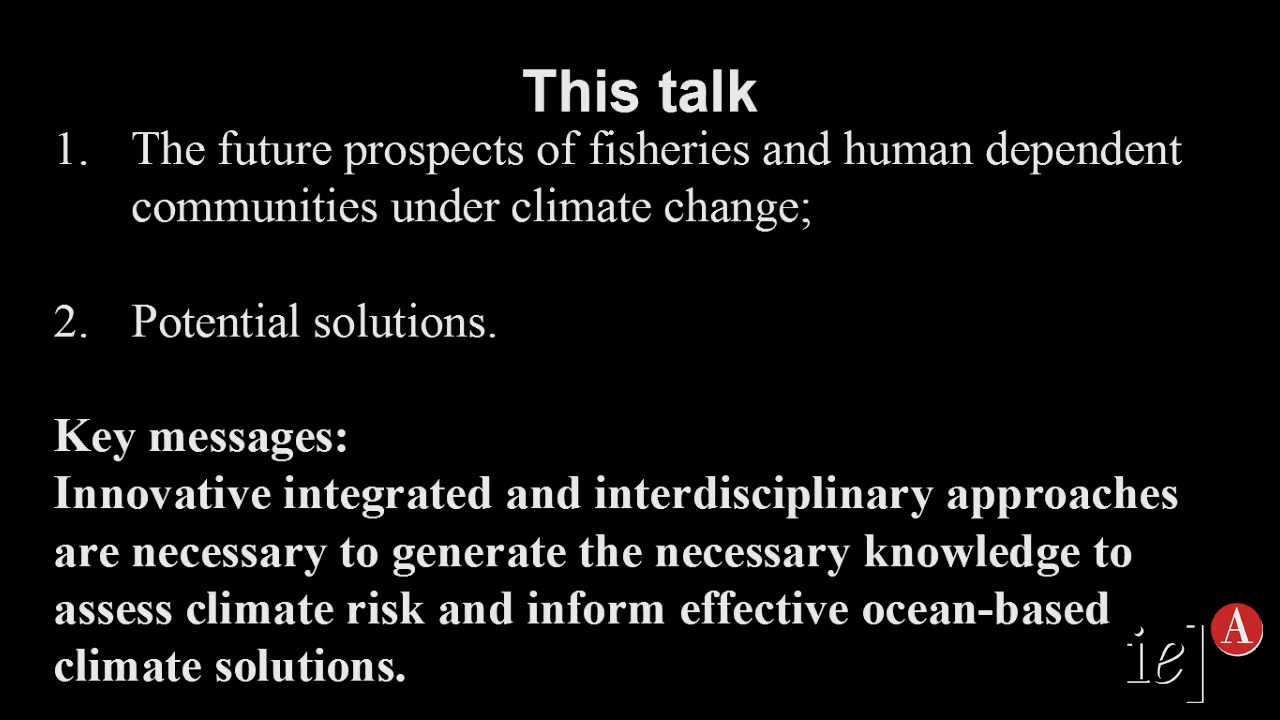 This talk
1. The future prospects of fisheries and human dependent
communities under climate change;
2. Potential solutions.
Key messages:
Innovative integrated and interdisciplinary approaches
are necessary to generate the necessary knowledge to
assess climate risk and inform effective ocean-based
climate solutions.
ie] A